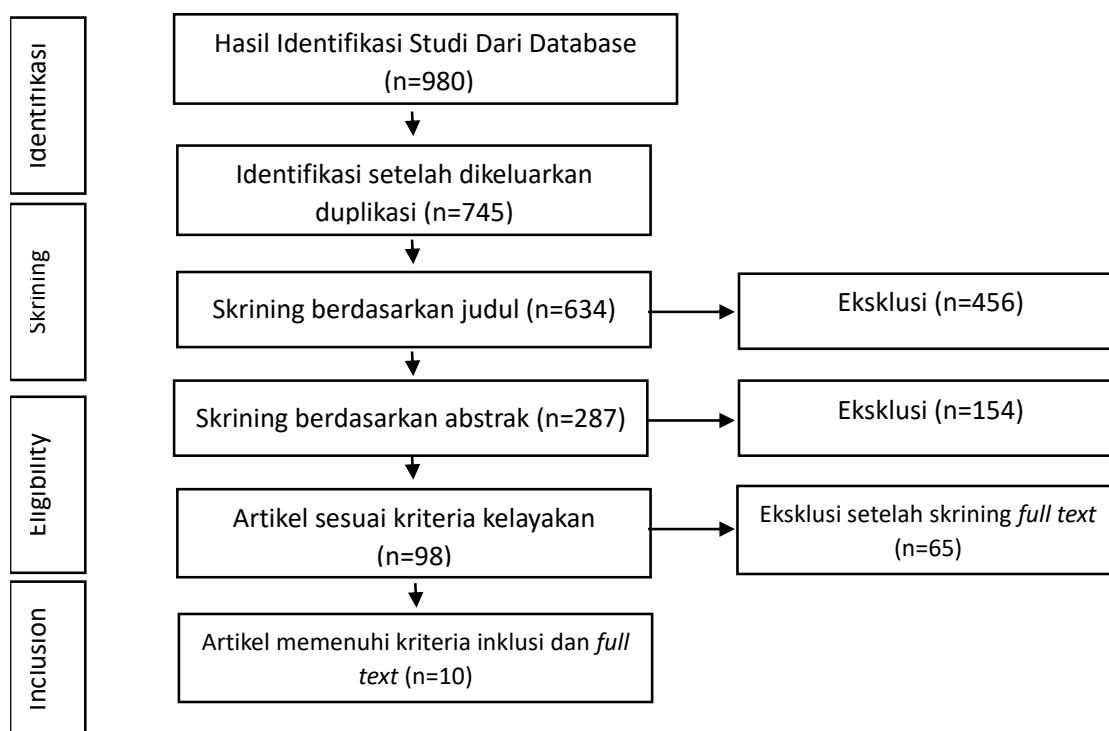 Identifikasi
Hasil Identifikasi Studi Dari Database
(n=980)
Identifikasi setelah dikeluarkan
duplikasi (n=745)
Skrining
Skrining berdasarkan judul (n=634)
Eksklusi (n=456)
Skrining berdasarkan abstrak (n=287)
Eksklusi (n=154)
Eligibility
Artikel sesuai kriteria kelayakan
(n=98)
Eksklusi setelah skrining full text
(n=65)
Inclusion
Artikel memenuhi kriteria inklusi dan full
text (n=10)